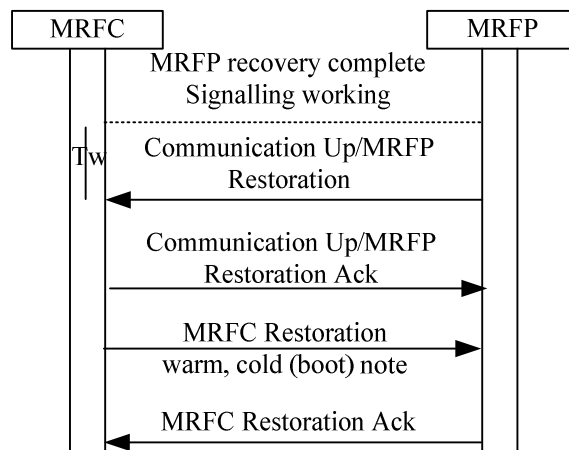 MRFC
MRFP
MRFP recovery complete
Signalling working
Tw
Communication Up/MRFP
Restoration
Communication Up/MRFP
Restoration Ack
MRFC Restoration
warm, cold (boot) note
MRFC Restoration Ack